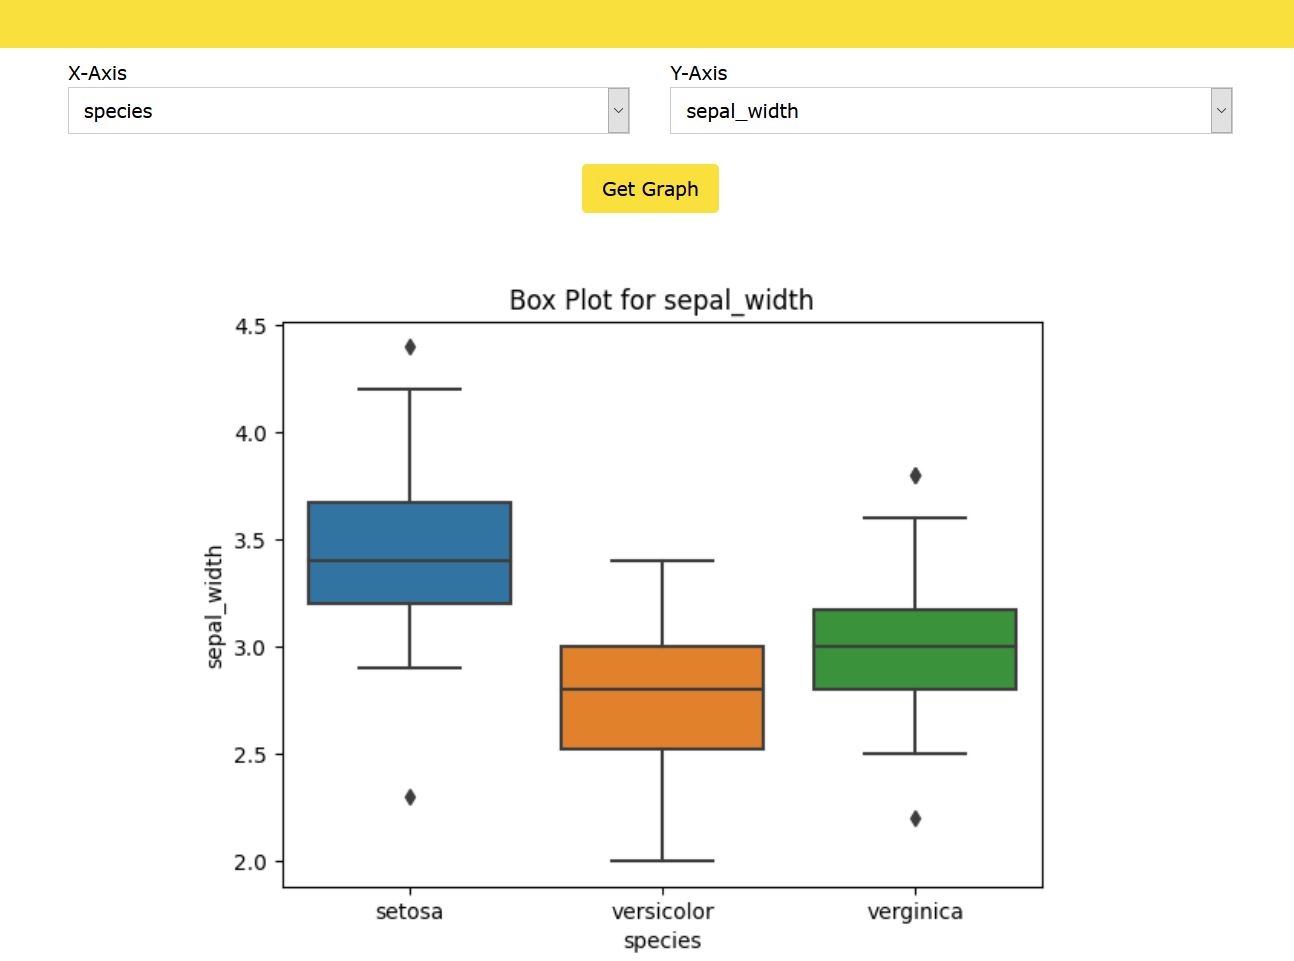 X-Axis
Y-Axis
species
sepal_width
Get Graph
Box Plot for sepal_width
4.5
4.0
3.5
3.0
2.5
2.0
sepal_width
setosa
versicolor
verginica
species